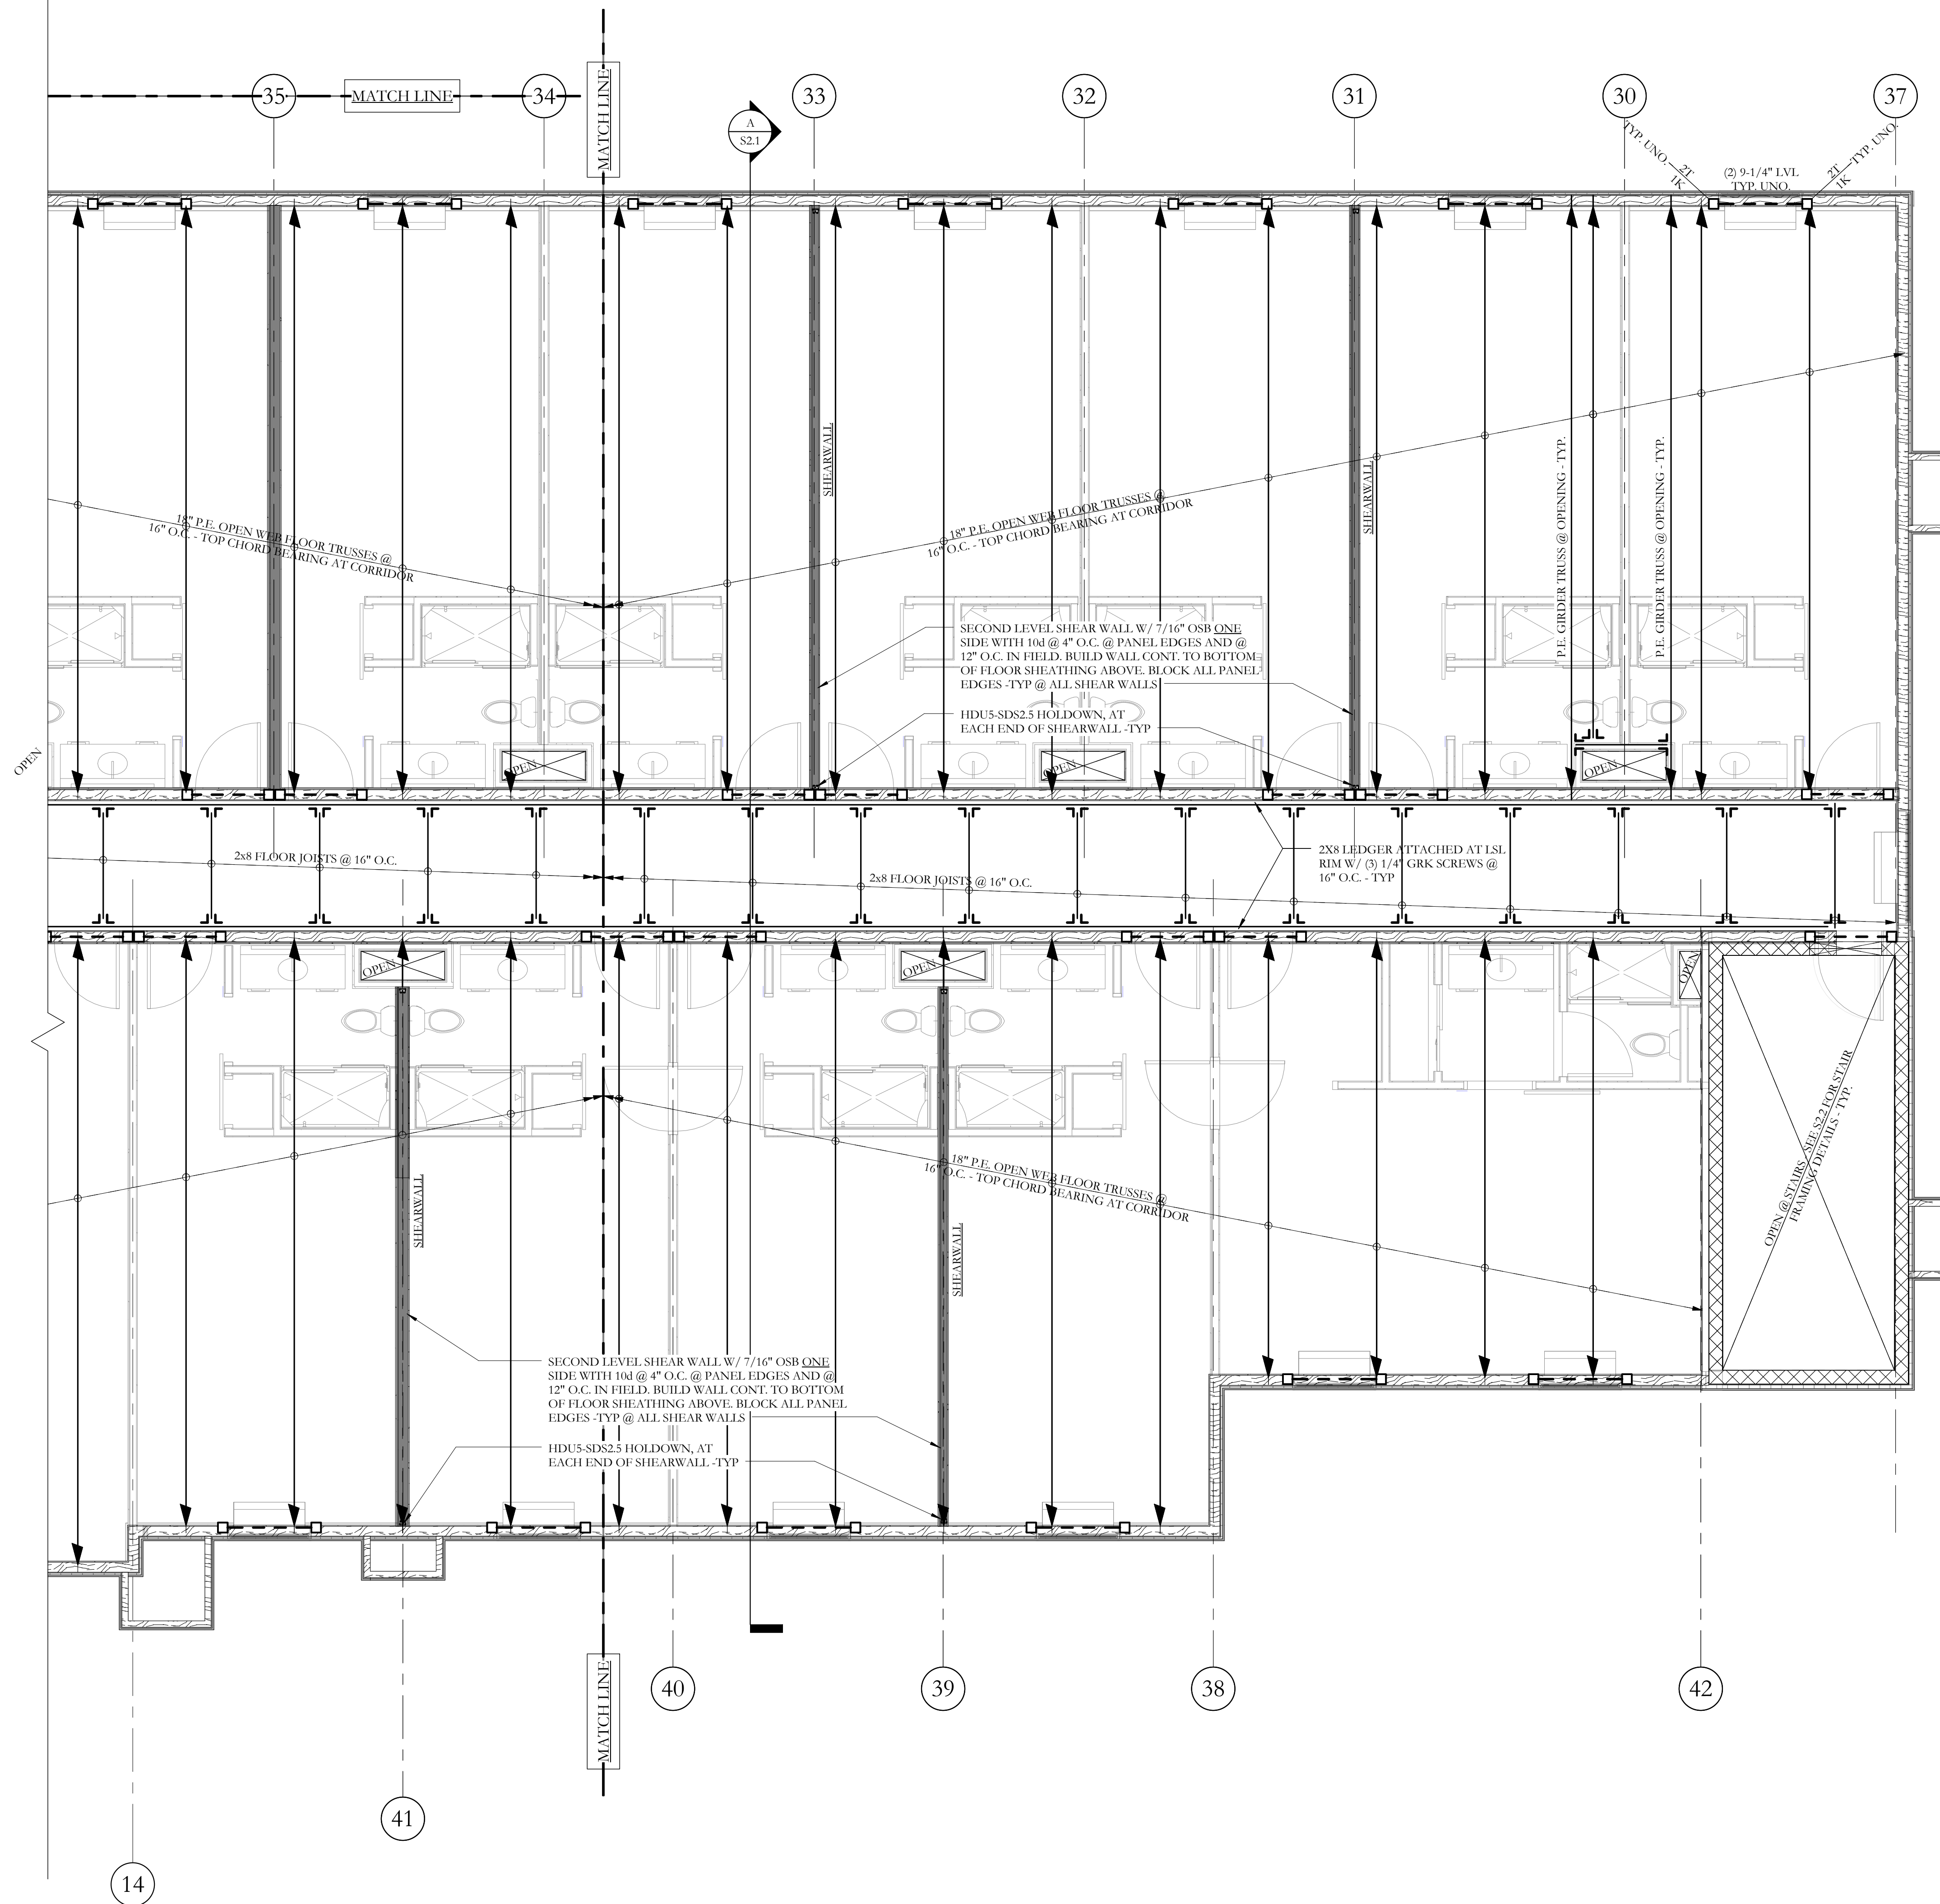 MATCH LINE
35
MATCH LINE
34
33
32
31
30
37
A
S2.1
TYP. UNO.
2T
1K
(2) 9-1/4" LVL
TYP. UNO.
2T
1K
TYP. UNO.
SHEARWALL
SHEARWALL
P.E. GIRDER TRUSS @ OPENING - TYP.
P.E. GIRDER TRUSS @ OPENING - TYP.
18" P.E. OPEN WEB FLOOR TRUSSES @
16" O.C. - TOP CHORD BEARING AT CORRIDOR
18" P.E. OPEN WEB FLOOR TRUSSES @
16" O.C. - TOP CHORD BEARING AT CORRIDOR
SECOND LEVEL SHEAR WALL W/ 7/16" OSB ONE
SIDE WITH 10d @ 4" O.C. @ PANEL EDGES AND @
12" O.C. IN FIELD. BUILD WALL CONT. TO BOTTOM
OF FLOOR SHEATHING ABOVE. BLOCK ALL PANEL
EDGES -TYP @ ALL SHEAR WALLS
HDU5-SDS2.5 HOLDOWN, AT
EACH END OF SHEARWALL -TYP
OPEN
OPEN
OPEN
OPEN
2x8 FLOOR JOISTS @ 16" O.C.
2x8 FLOOR JOISTS @ 16" O.C.
2X8 LEDGER ATTACHED AT LSL
RIM W/ (3) 1/4" GRK SCREWS @
16" O.C. - TYP
OPEN
OPEN
OPEN
SHEARWALL
SHEARWALL
18" P.E. OPEN WEB FLOOR TRUSSES @
16" O.C. - TOP CHORD BEARING AT CORRIDOR
OPEN @ STAIRS - SEE S2.2 FOR STAIR
FRAMING DETAILS - TYP.
SECOND LEVEL SHEAR WALL W/ 7/16" OSB ONE
SIDE WITH 10d @ 4" O.C. @ PANEL EDGES AND @
12" O.C. IN FIELD. BUILD WALL CONT. TO BOTTOM
OF FLOOR SHEATHING ABOVE. BLOCK ALL PANEL
EDGES -TYP @ ALL SHEAR WALLS
HDU5-SDS2.5 HOLDOWN, AT
EACH END OF SHEARWALL -TYP
MATCH LINE
40
39
38
42
41
14